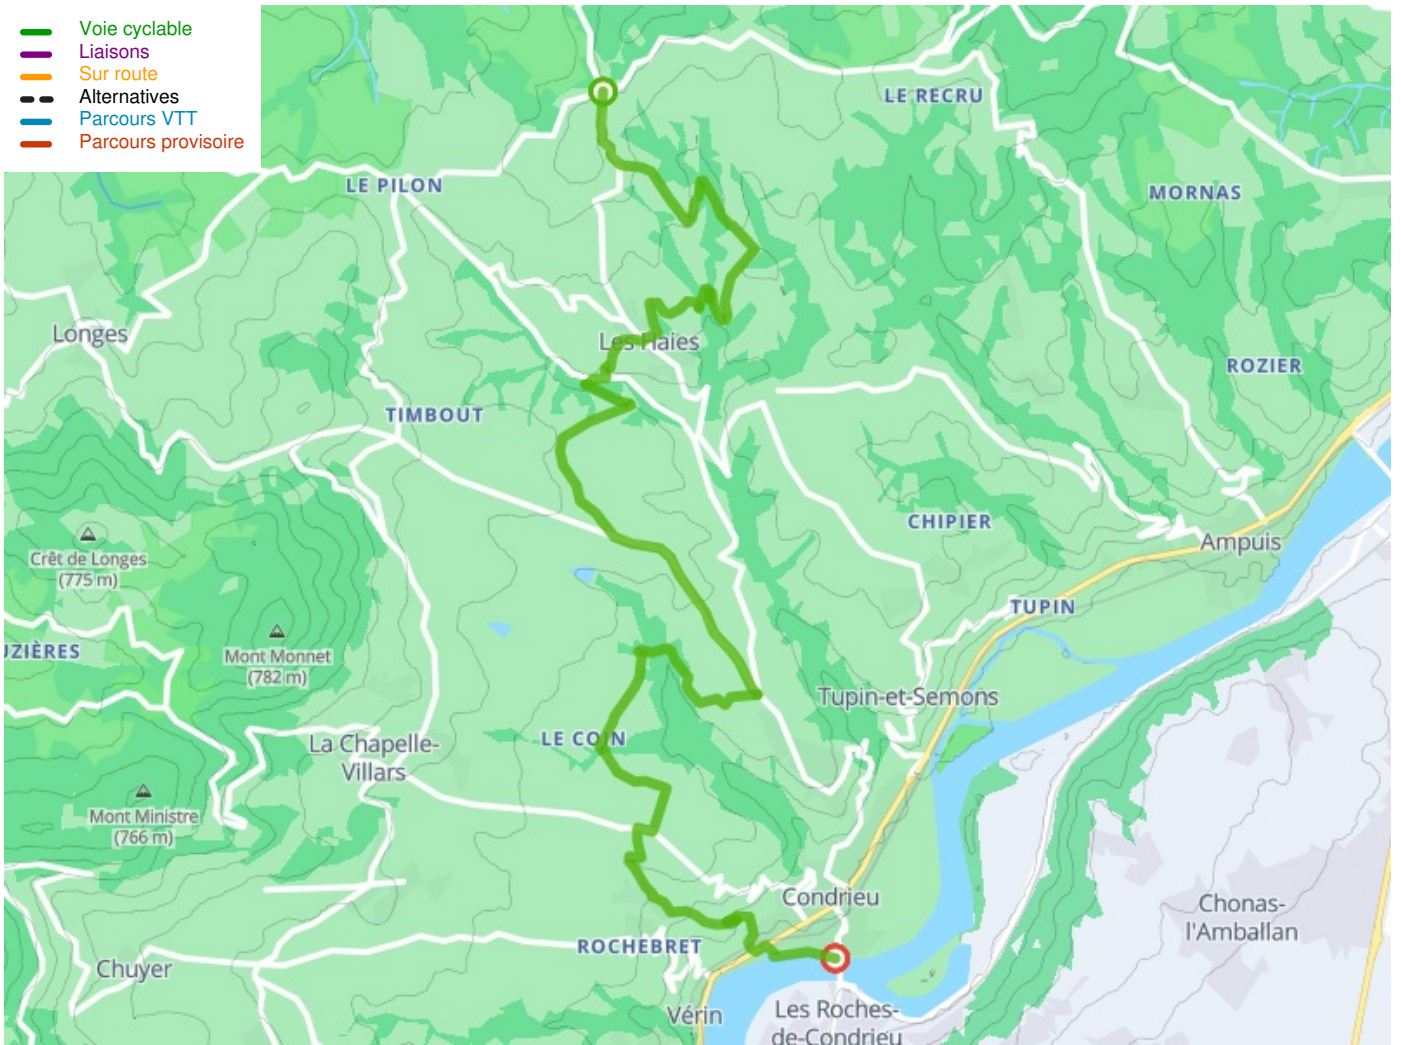 Voie cyclable
Liaisons
Sur route
Alternatives
Parcours VTT
Parcours provisoire
LE RECRU
LE PILON
MORNAS
Longes
Les Haies
ROZIER
TIMBOUT
CHIPIER
Ampuis
Crêt de Longes
(775 m)
TUPIN
UZIÈRES
Mont Monnet
(782 m)
Tupin-et-Semons
LE COIN
La Chapelle-
Villars
Mont Ministre
(766 m)
Condrieu
Chonas-
l'Amballan
ROCHEBRET
Chuyer
Vérin
Les Roches-
de-Condrieu